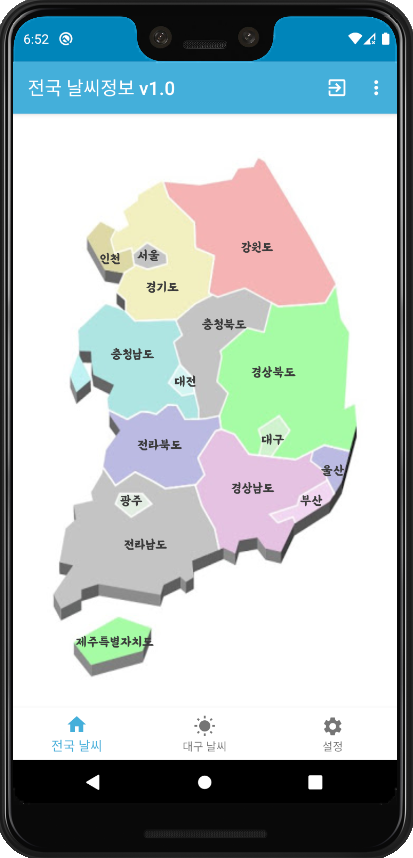 6:52
전국 날씨정보 v1.0
강원도
인천
서울
경기도
충청북도
충청남도
경상북도
대전
대구
전라북도
울산
경상남도
광주
부산
전라남도
제주특별자치도
전국 날씨
대구 날씨
설정